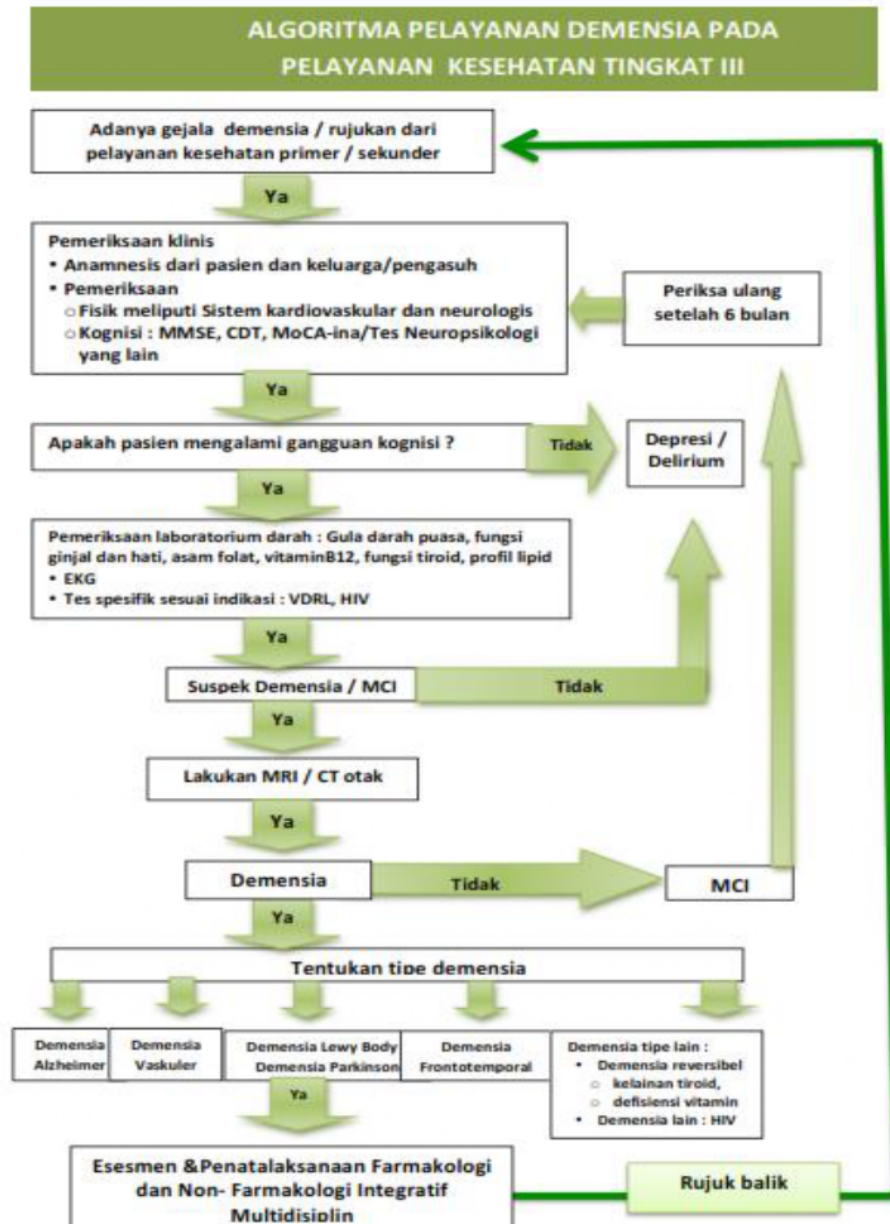 ALGORITMA PELAYANAN DEMENSIA PADA
PELAYANAN KESEHATAN TINGKAT III
Adanya gejala demensia / rujukan dari
pelayanan kesehatan primer / sekunder
Ya
Pemeriksaan klinis
• Anamnesis dari pasien dan keluarga/pengasuh
• Pemeriksaan
○ Fisik meliputi Sistem kardiovaskular dan neurologis
○ Kognisi : MMSE, CDT, MoCA-ina/Tes Neuropsikologi
yang lain
Periksa ulang
setelah 6 bulan
Ya
Apakah pasien mengalami gangguan kognisi ?
Tidak
Depresi /
Delirium
Ya
Pemeriksaan laboratorium darah : Gula darah puasa, fungsi
ginjal dan hati, asam folat, vitaminB12, fungsi tiroid, profil lipid
• EKG
• Tes spesifik sesuai indikasi : VDRL, HIV
Ya
Suspek Demensia / MCI
Tidak
Ya
Lakukan MRI / CT otak
Ya
Demensia
Tidak
MCI
Ya
Tentukan tipe demensia
Demensia
Alzheimer
Demensia
Vaskuler
Demensia Lewy Body
Demensia Parkinson
Demensia
Frontotemporal
Demensia tipe lain :
• Demensia reversibel
○ kelainan tiroid,
○ defisiensi vitamin
• Demensia lain : HIV
Ya
Esesmen &Penatalaksanaan Farmakologi
dan Non- Farmakologi Integratif
Multidisiplin
Rujuk balik